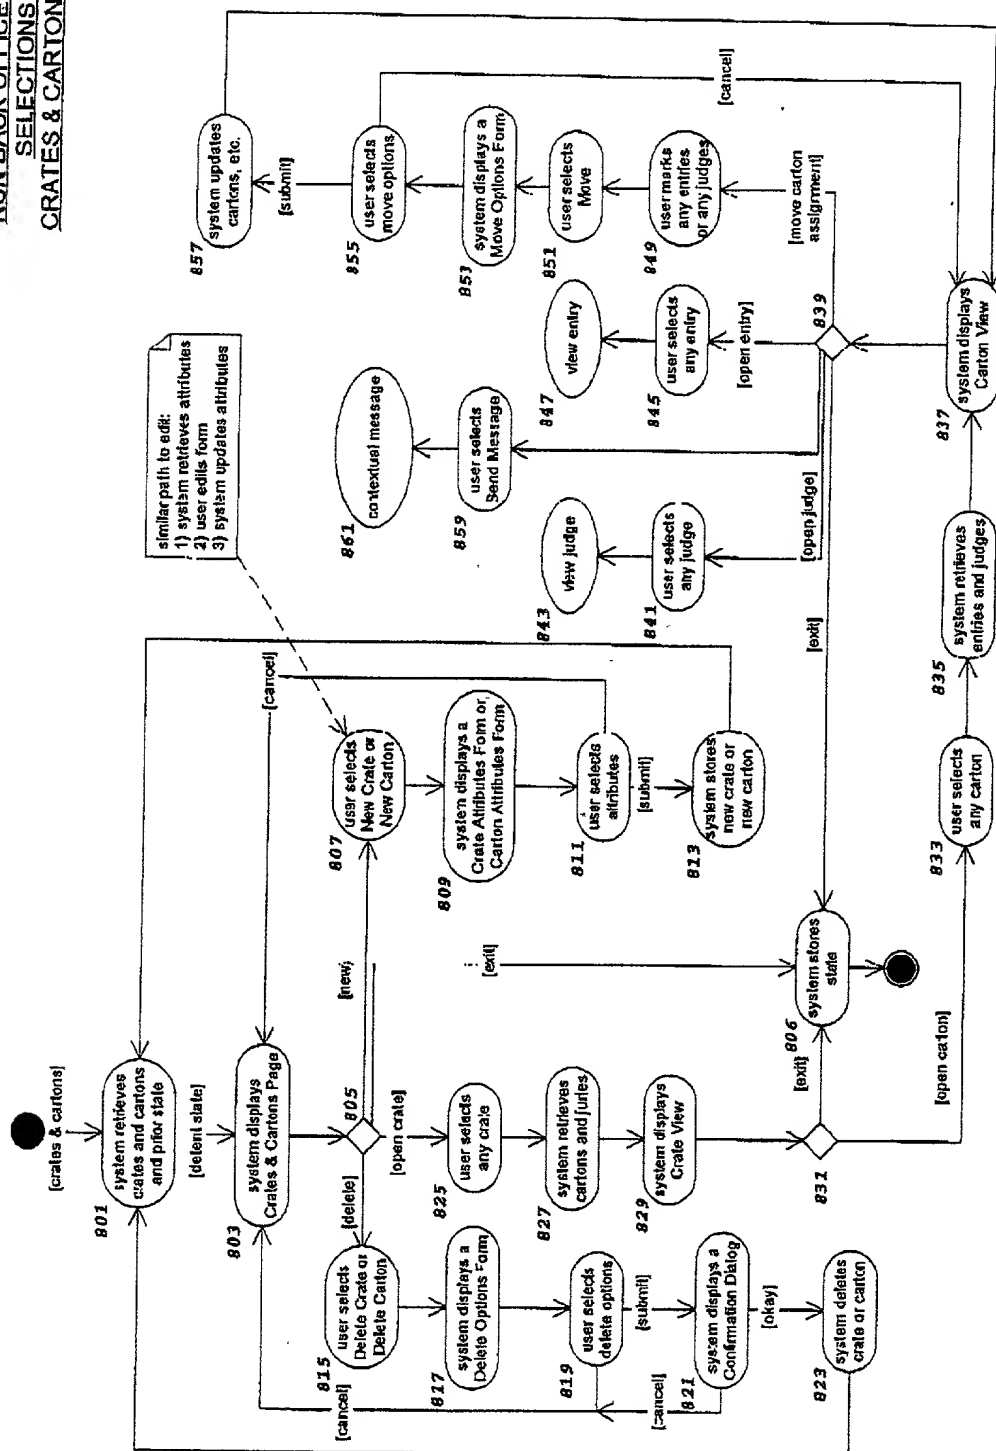 SELECTIONS
CRATES & CARTON
[crates & cartons]
801
system retrieves
crates and cartons
and prior state
[detent state]
803
system displays
Crates & Cartons Page
805
[new]
[delete]
[open crate]
[exit]
[cancel]
similar path to edit:
1) system retrieves attributes
2) user edits form
3) system updates attributes
807
user selects
New Crate or
New Carton
809
system displays a
Crate Attributes Form or
Carton Attributes Form
811
user selects
attributes
[submit]
813
system stores
new crate or
new carton
815
user selects
Delete Crate or
Delete Carton
817
system displays a
Delete Options Form
819
user selects
delete options
[submit]
[cancel]
821
system displays a
Confirmation Dialog
[cancel]
[okay]
823
system deletes
crate or carton
825
user selects
any crate
827
system retrieves
cartons and juries
829
system displays
Crate View
831
[exit]
806
system stores
state
[open carton]
833
user selects
any carton
835
system retrieves
entries and judges
837
system displays
Carton View
839
[exit]
[open judge]
841
user selects
any judge
843
view judge
859
user selects
Send Message
861
contextual message
[open entry]
845
user selects
any entry
847
view entry
[move carton
assignment]
849
user marks
any entries
or any judges
851
user selects
Move
853
system displays a
Move Options Form
855
user selects
move options
[cancel]
[submit]
857
system updates
cartons, etc.